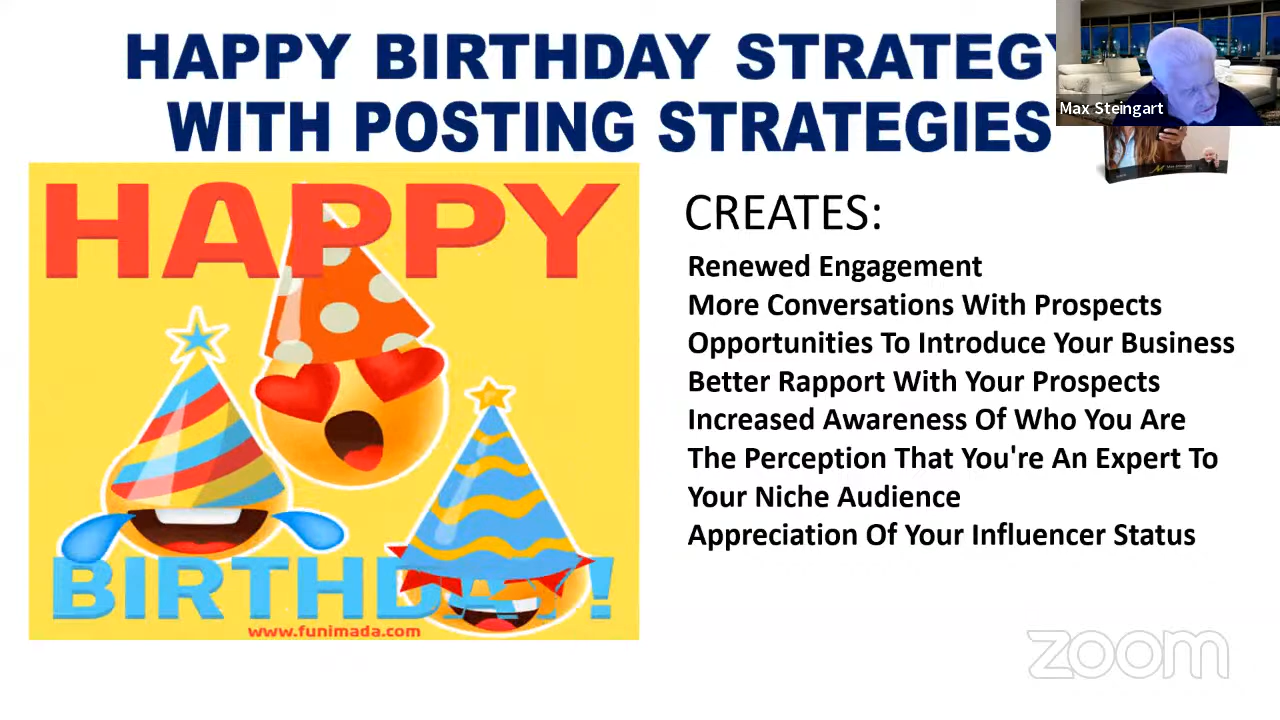 HAPPY BIRTHDAY STRATEGY
WITH POSTING STRATEGIES
Max Steingart
HAPPY
BIRTHDAY!
www.funimada.com
CREATES:
Renewed Engagement
More Conversations With Prospects
Opportunities To Introduce Your Business
Better Rapport With Your Prospects
Increased Awareness Of Who You Are
The Perception That You're An Expert To
Your Niche Audience
Appreciation Of Your Influencer Status
zoom